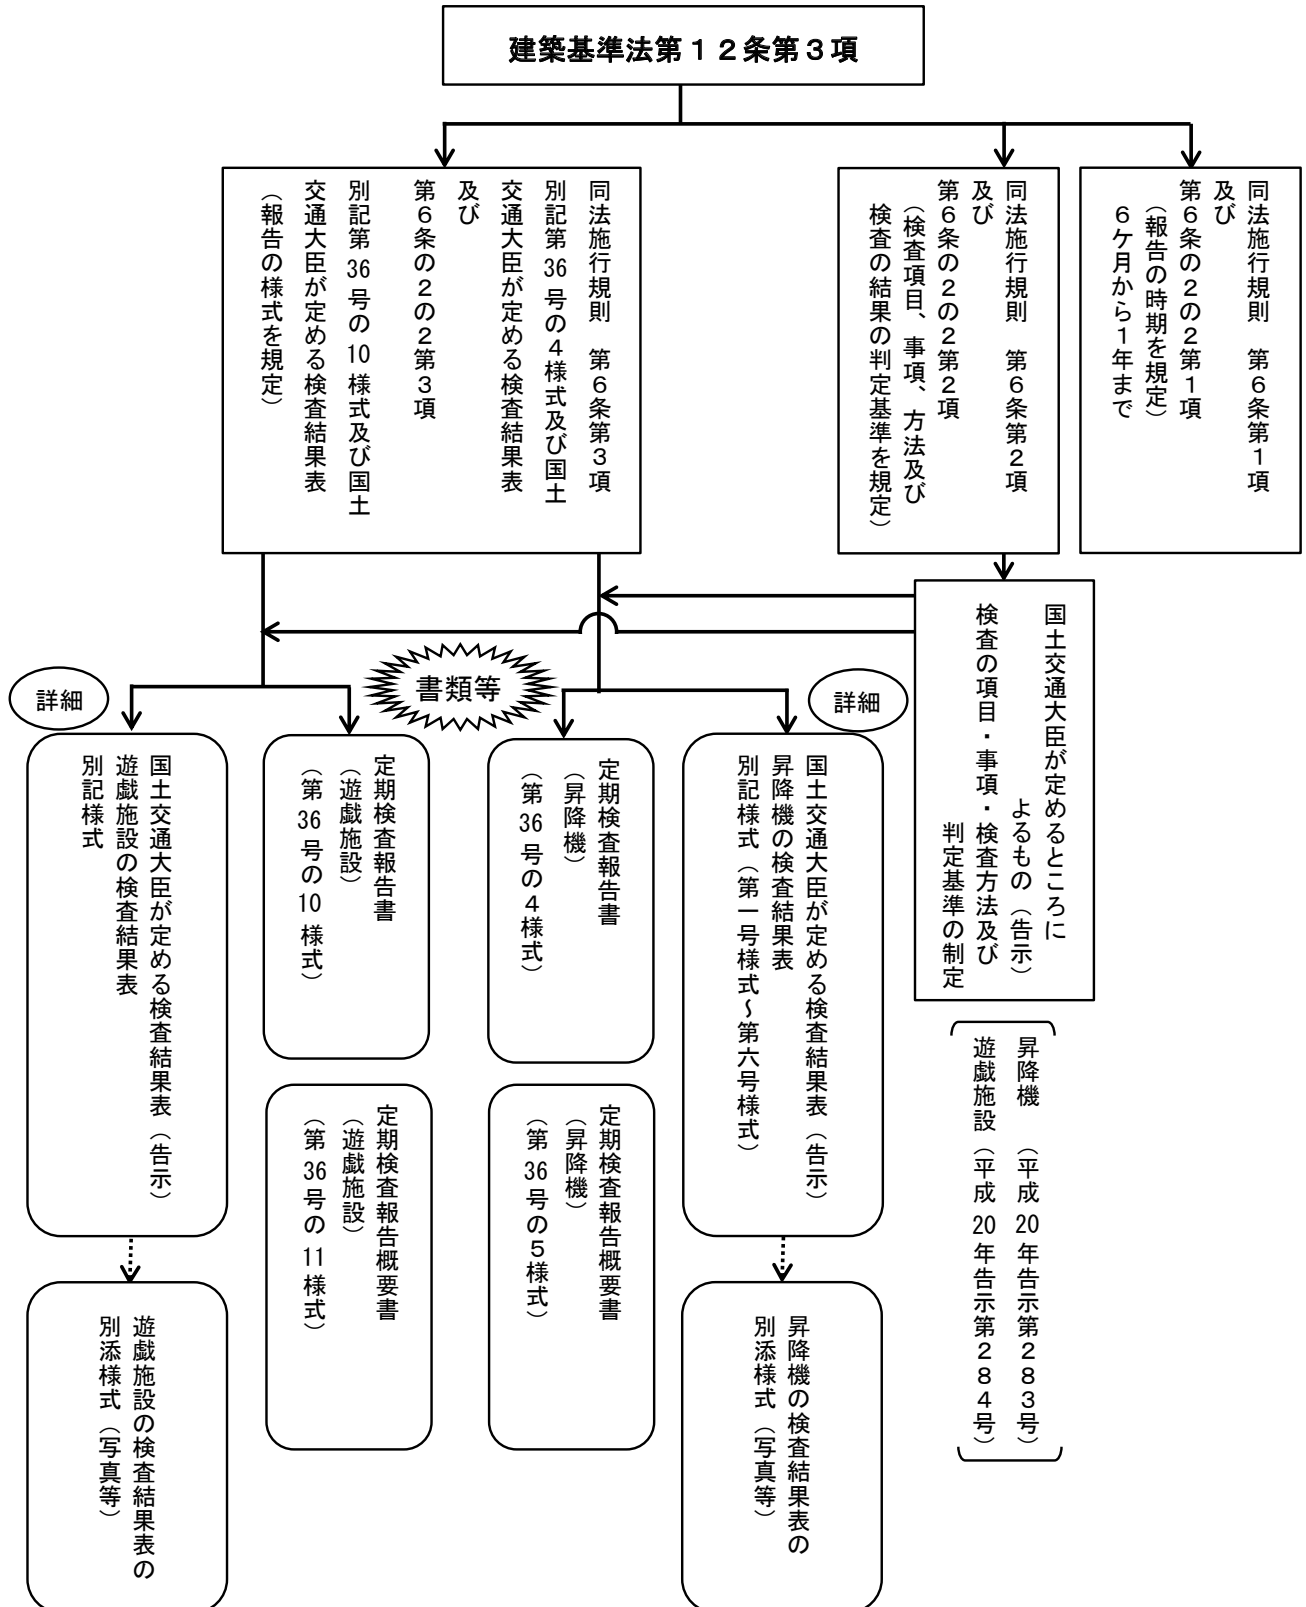 建築基準法第１２条第３項
同法施行規則　第６条第１項
及び
第６条の２の２第１項
（報告の時期を規定）
６ケ月から１年まで
同法施行規則　第６条第２項
及び
第６条の２の２第２項
（検査項目、事項、方法及び
検査の結果の判定基準を規定）
同法施行規則　第６条第３項
別記第 36 号の４様式及び国土
交通大臣が定める検査結果表
及び
第６条の２の２第３項
別記第 36 号の 10 様式及び国土
交通大臣が定める検査結果表
（報告の様式を規定）
国土交通大臣が定めるところに
よるもの（告示）
検査の項目・事項・検査方法及び
判定基準の制定
昇降機　（平成 20 年告示第２８３号）
遊戯施設（平成 20 年告示第２８４号）
詳細
書類等
詳細
国土交通大臣が定める検査結果表（告示）
昇降機の検査結果表
別記様式（第一号様式～第六号様式）
定期検査報告書
（昇降機）
（第 36 号の４様式）
定期検査報告書
（遊戯施設）
（第 36 号の 10 様式）
国土交通大臣が定める検査結果表（告示）
遊戯施設の検査結果表
別記様式
定期検査報告概要書
（昇降機）
（第 36 号の５様式）
定期検査報告概要書
（遊戯施設）
（第 36 号の 11 様式）
昇降機の検査結果表の
別添様式（写真等）
遊戯施設の検査結果表の
別添様式（写真等）